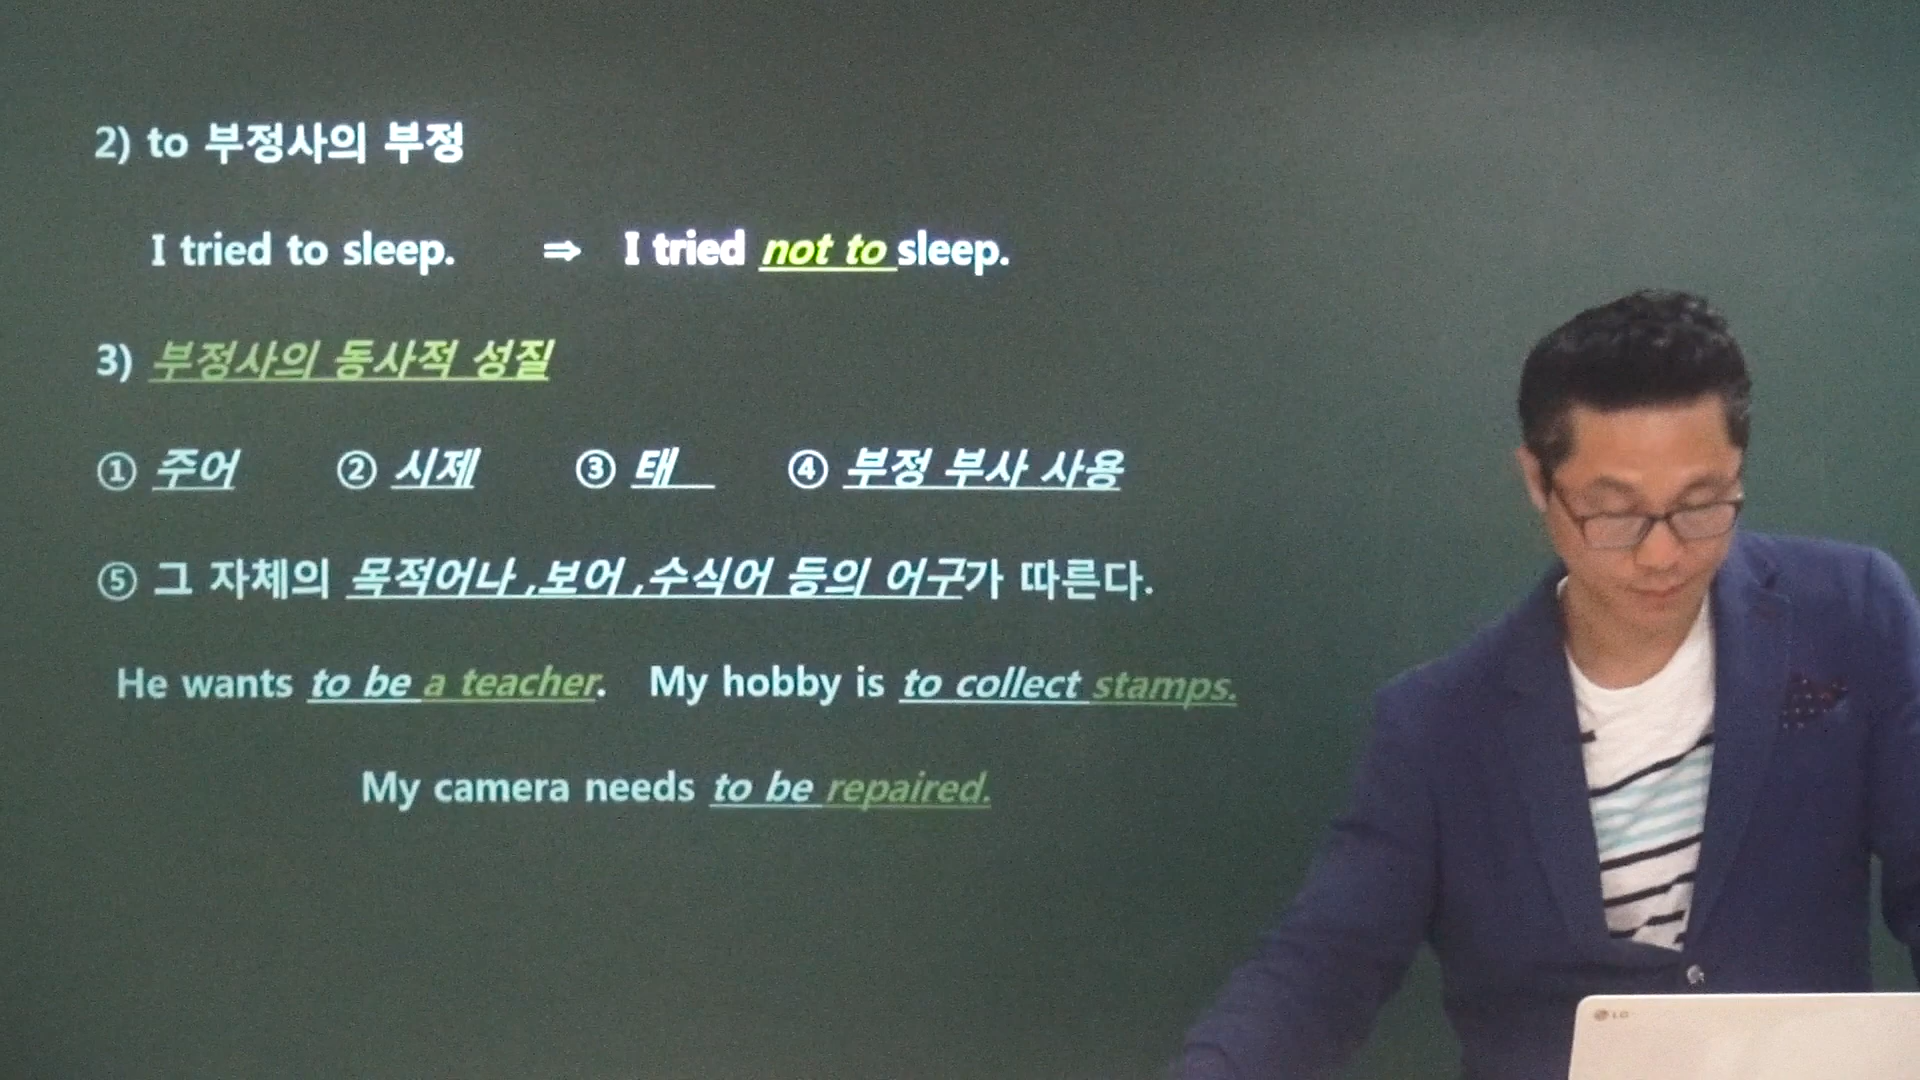 2) to 부정사의 부정
I tried to sleep. ⇒ I tried not to sleep.
3) 부정사의 동사적 성질
① 주어 ② 시제 ③ 태 ④ 부정 부사 사용
⑤ 그 자체의 목적어나 ,보어 ,수식어 등의 어구가 따른다.
He wants to be a teacher. My hobby is to collect stamps.
My camera needs to be repaired.
LG